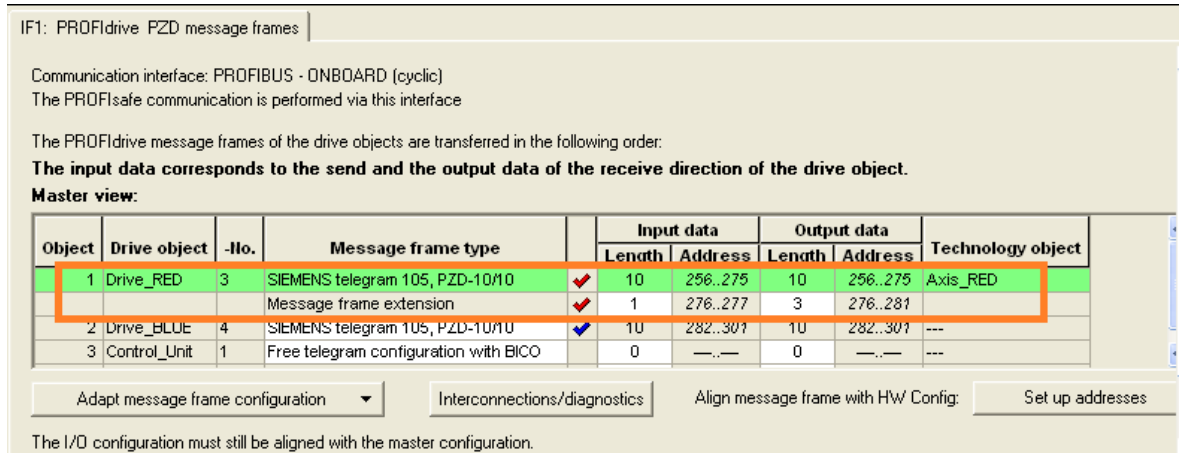 IF1: PROFIdrive PZD message frames
Communication interface: PROFIBUS - ONBOARD (cyclic)
The PROFIsafe communication is performed via this interface
The PROFIdrive message frames of the drive objects are transferred in the following order:
The input data corresponds to the send and the output data of the receive direction of the drive object.
Master view:
Object Drive object -No. Message frame type Input data Output data Technology object
Length Address Length Address
1 Drive_RED 3 SIEMENS telegram 105, PZD-10/10 10 256..275 10 256..275 Axis_RED
Message frame extension 1 276..277 3 276..281
2 Drive_BLUE 4 SIEMENS telegram 105, PZD-10/10 10 282..301 10 282..301 ---
3 Control_Unit 1 Free telegram configuration with BICO 0 ---..--- 0 ---..--- ---
Adapt message frame configuration Interconnections/diagnostics Align message frame with HW Config: Set up addresses
The I/O configuration must still be aligned with the master configuration.